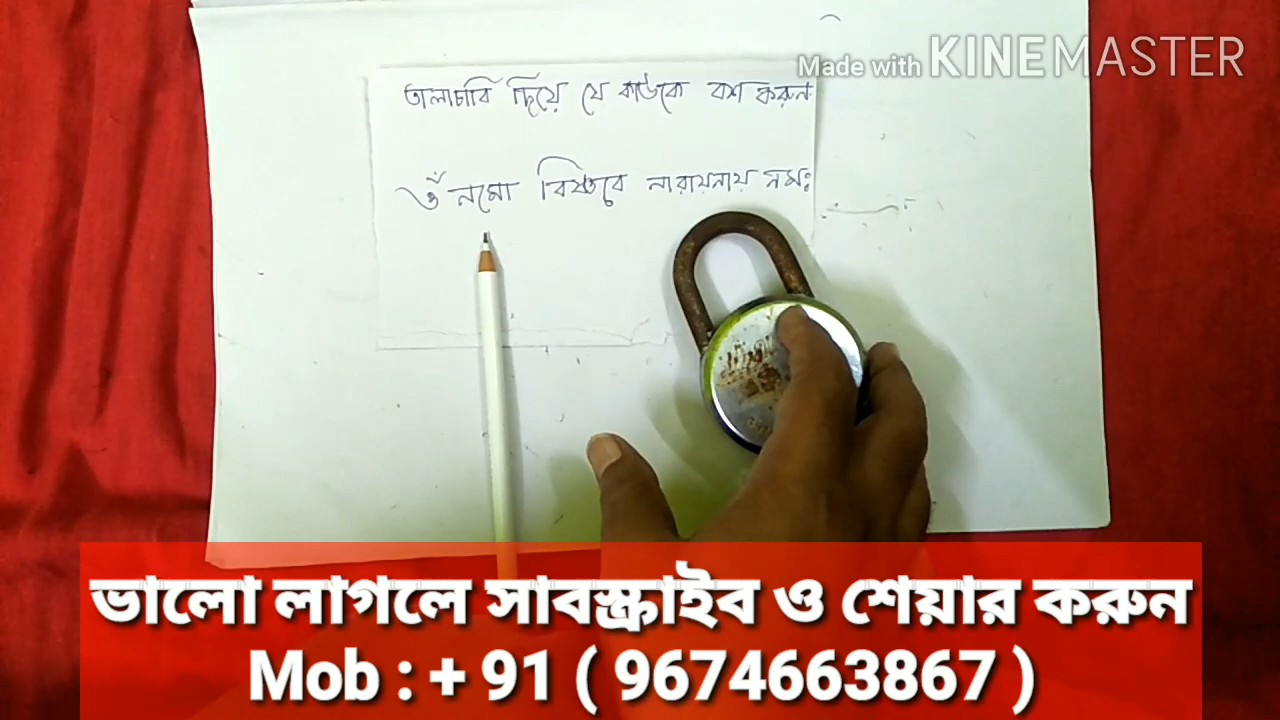 Made with KINEMASTER
তালাচাবি দিয়ে যে কাউকে বশ করুন
ওঁ নমো বিষ্ণবে নারায়নায় নমঃ
ভালো লাগলে সাবস্ক্রাইব ও শেয়ার করুন
Mob : + 91 ( 9674663867 )